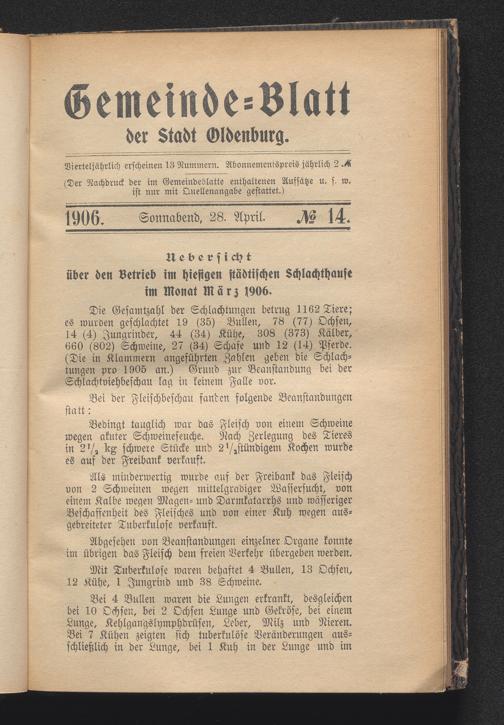 Gemeinde=Blatt
der Stadt Oldenburg.
Vierteljährlich erscheinen 13 Nummern. Abonnementspreis jährlich 2 ℳ
(Der Nachdruck der im Gemeindeblatte enthaltenen Aufsätze u. s. w.
ist nur mit Quellenangabe gestattet.)
1906. Sonnabend, 28. April. № 14.
Uebersicht
über den Betrieb im hiesigen städtischen Schlachthause
im Monat März 1906.
Die Gesamtzahl der Schlachtungen betrug 1162 Tiere;
es wurden geschlachtet 19 (35) Bullen, 78 (77) Ochsen,
14 (4) Jungrinder, 44 (34) Kühe, 308 (373) Kälber,
660 (802) Schweine, 27 (34) Schafe und 12 (14) Pferde.
(Die in Klammern angeführten Zahlen geben die Schlach-
tungen pro 1905 an.) Grund zur Beanstandung bei der
Schlachtviehbeschau lag in keinem Falle vor.
Bei der Fleischbeschau fanden folgende Beanstandungen
statt:
Bedingt tauglich war das Fleisch von einem Schweine
wegen akuter Schweineseuche. Nach Zerlegung des Tieres
in 2½ kg schwere Stücke und 2½stündigem Kochen wurde
es auf der Freibank verkauft.
Als minderwertig wurde auf der Freibank das Fleisch
von 2 Schweinen wegen mittelgradiger Wassersucht, von
einem Kalbe wegen Magen- und Darmkatarrhs und wässeriger
Beschaffenheit des Fleisches und von einer Kuh wegen aus-
gebreiteter Tuberkulose verkauft.
Abgesehen von Beanstandungen einzelner Organe konnte
im übrigen das Fleisch dem freien Verkehr übergeben werden.
Mit Tuberkulose waren behaftet 4 Bullen, 13 Ochsen,
12 Kühe, 1 Jungrind und 38 Schweine.
Bei 4 Bullen waren die Lungen erkrankt, desgleichen
bei 10 Ochsen, bei 2 Ochsen Lunge und Gekröse, bei einem
Lunge, Kehlgangslymphdrüsen, Leber, Milz und Nieren.
Bei 7 Kühen zeigten sich tuberkulöse Veränderungen aus-
schließlich in der Lunge, bei 1 Kuh in der Lunge und im